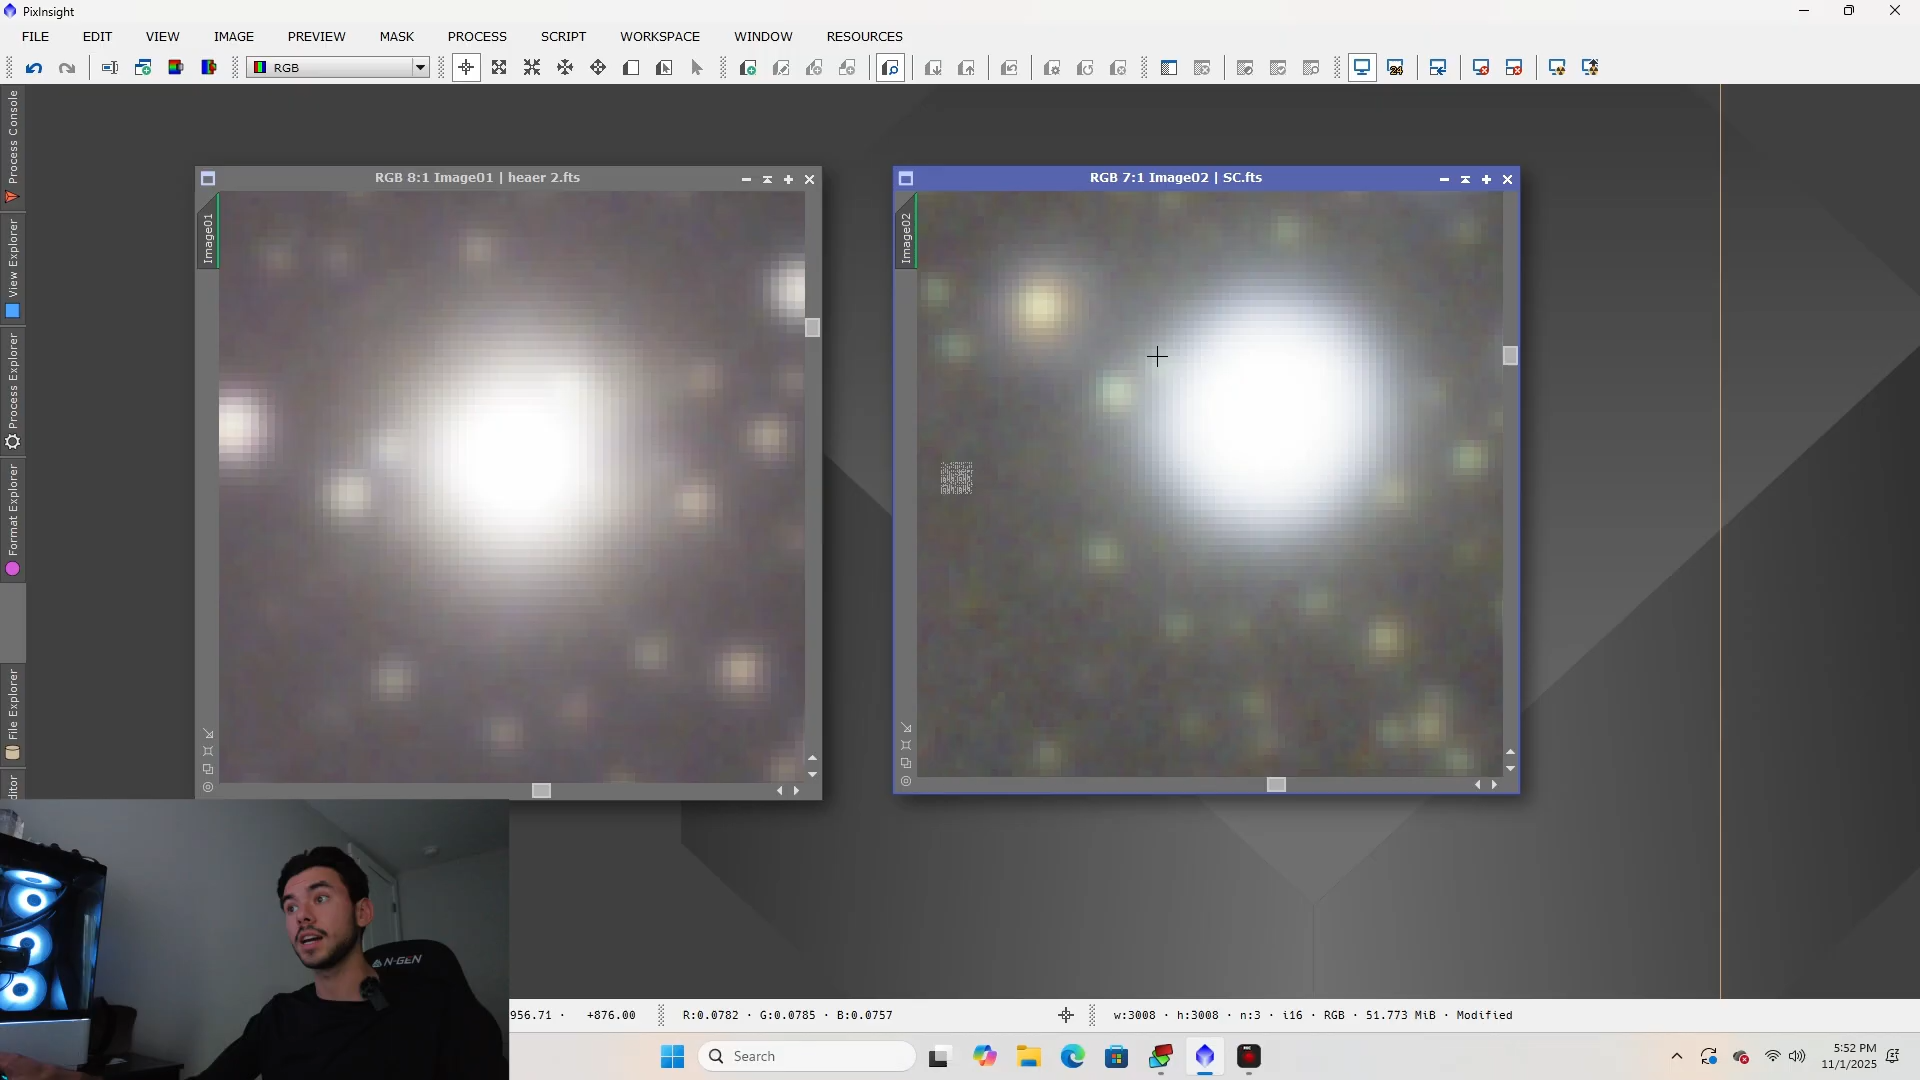 PixInsight
FILE EDIT VIEW IMAGE PREVIEW MASK PROCESS SCRIPT WORKSPACE WINDOW RESOURCES
RGB
24
Process Console
View Explorer
Process Explorer
Format Explorer
File Explorer
ditor
RGB 8:1 Image01 | heaer 2.fts
Image01
RGB 7:1 Image02 | SC.fts
Image02
N-GEN
956.71 · +876.00 R:0.0782 · G:0.0785 · B:0.0757 w:3008 · h:3008 · n:3 · i16 · RGB · 51.773 MiB · Modified
Search
5:52 PM
11/1/2025